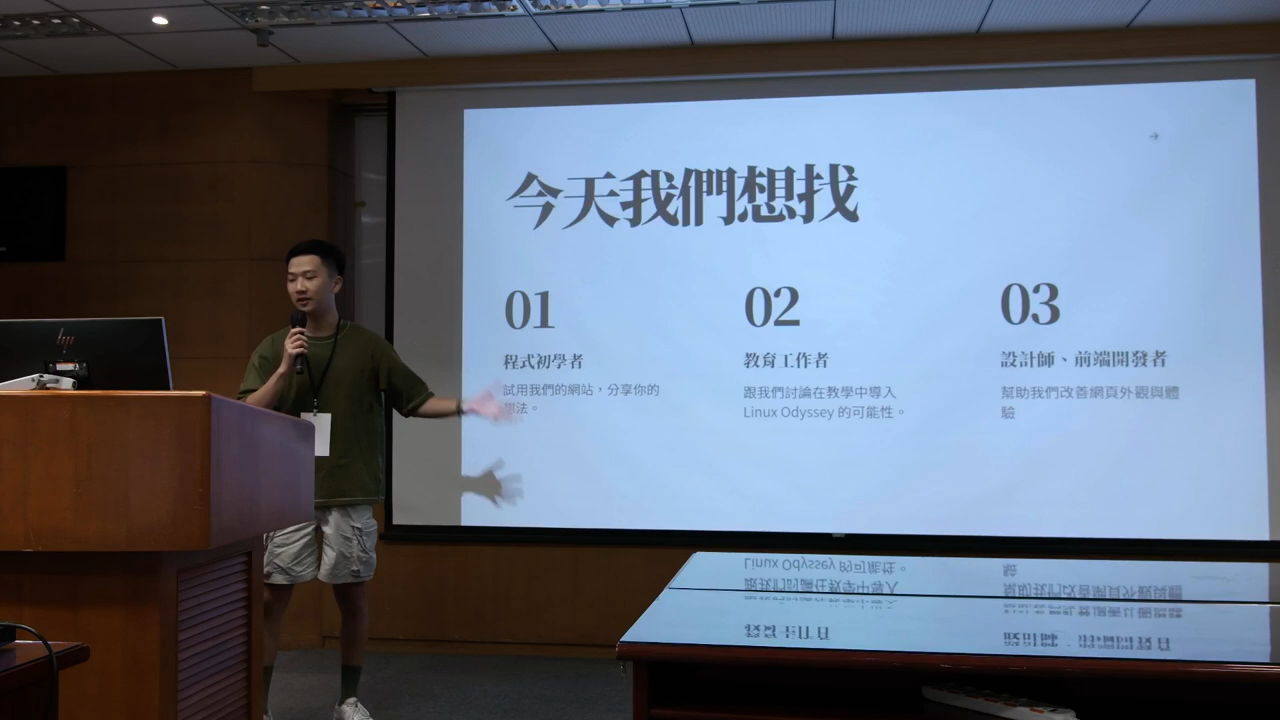 今天我們想找
01
程式初學者
試用我們的網站,分享你的
想法。
02
教育工作者
跟我們討論在教學中導入
Linux Odyssey 的可能性。
03
設計師、前端開發者
幫助我們改善網頁外觀與體
驗
hp